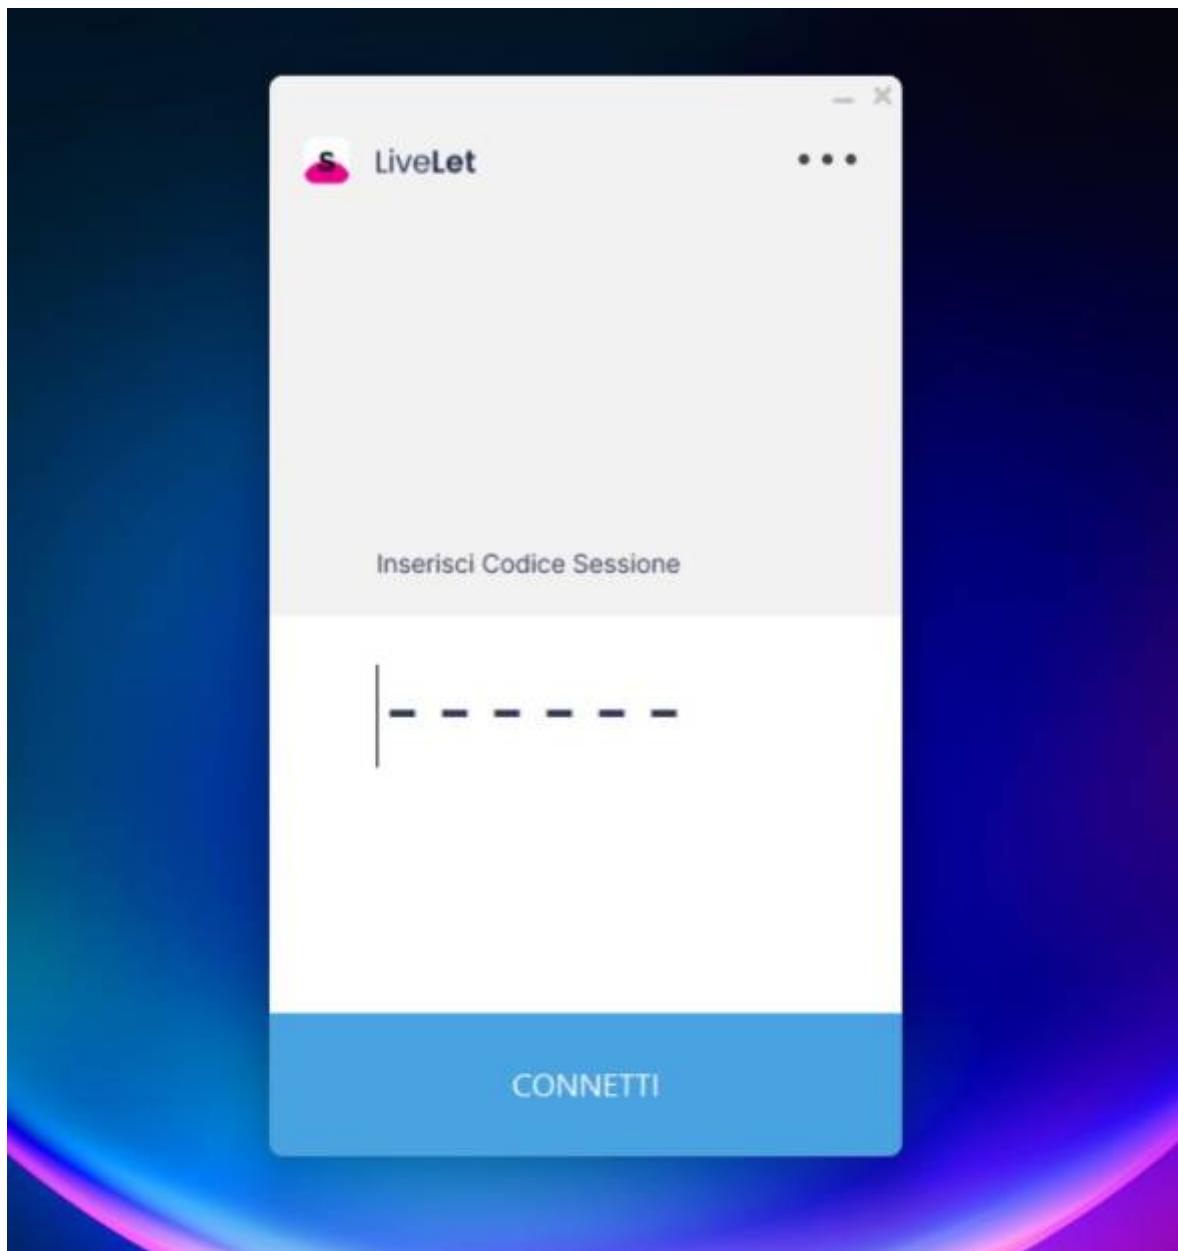 S LiveLet
Inserisci Codice Sessione
- - - - - -
CONNETTI